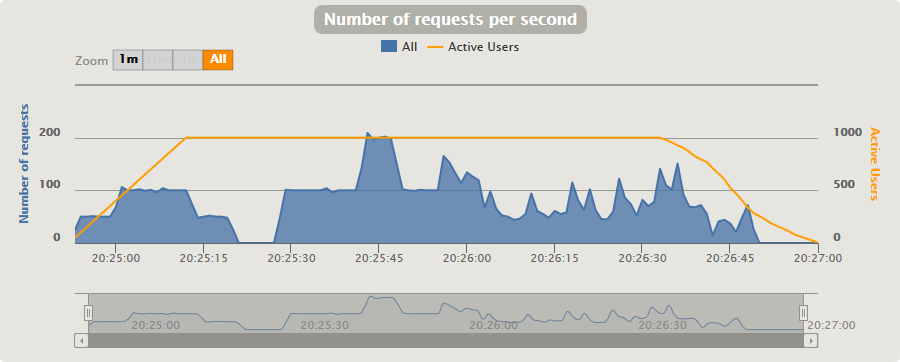 Number of requests per second
All Active Users
Zoom 1m 10m 1h All
Number of requests
200 1000
100 500
0 0
Active Users
20:25:00 20:25:15 20:25:30 20:25:45 20:26:00 20:26:15 20:26:30 20:26:45 20:27:00
20:25:00 20:25:30 20:26:00 20:26:30 20:27:00